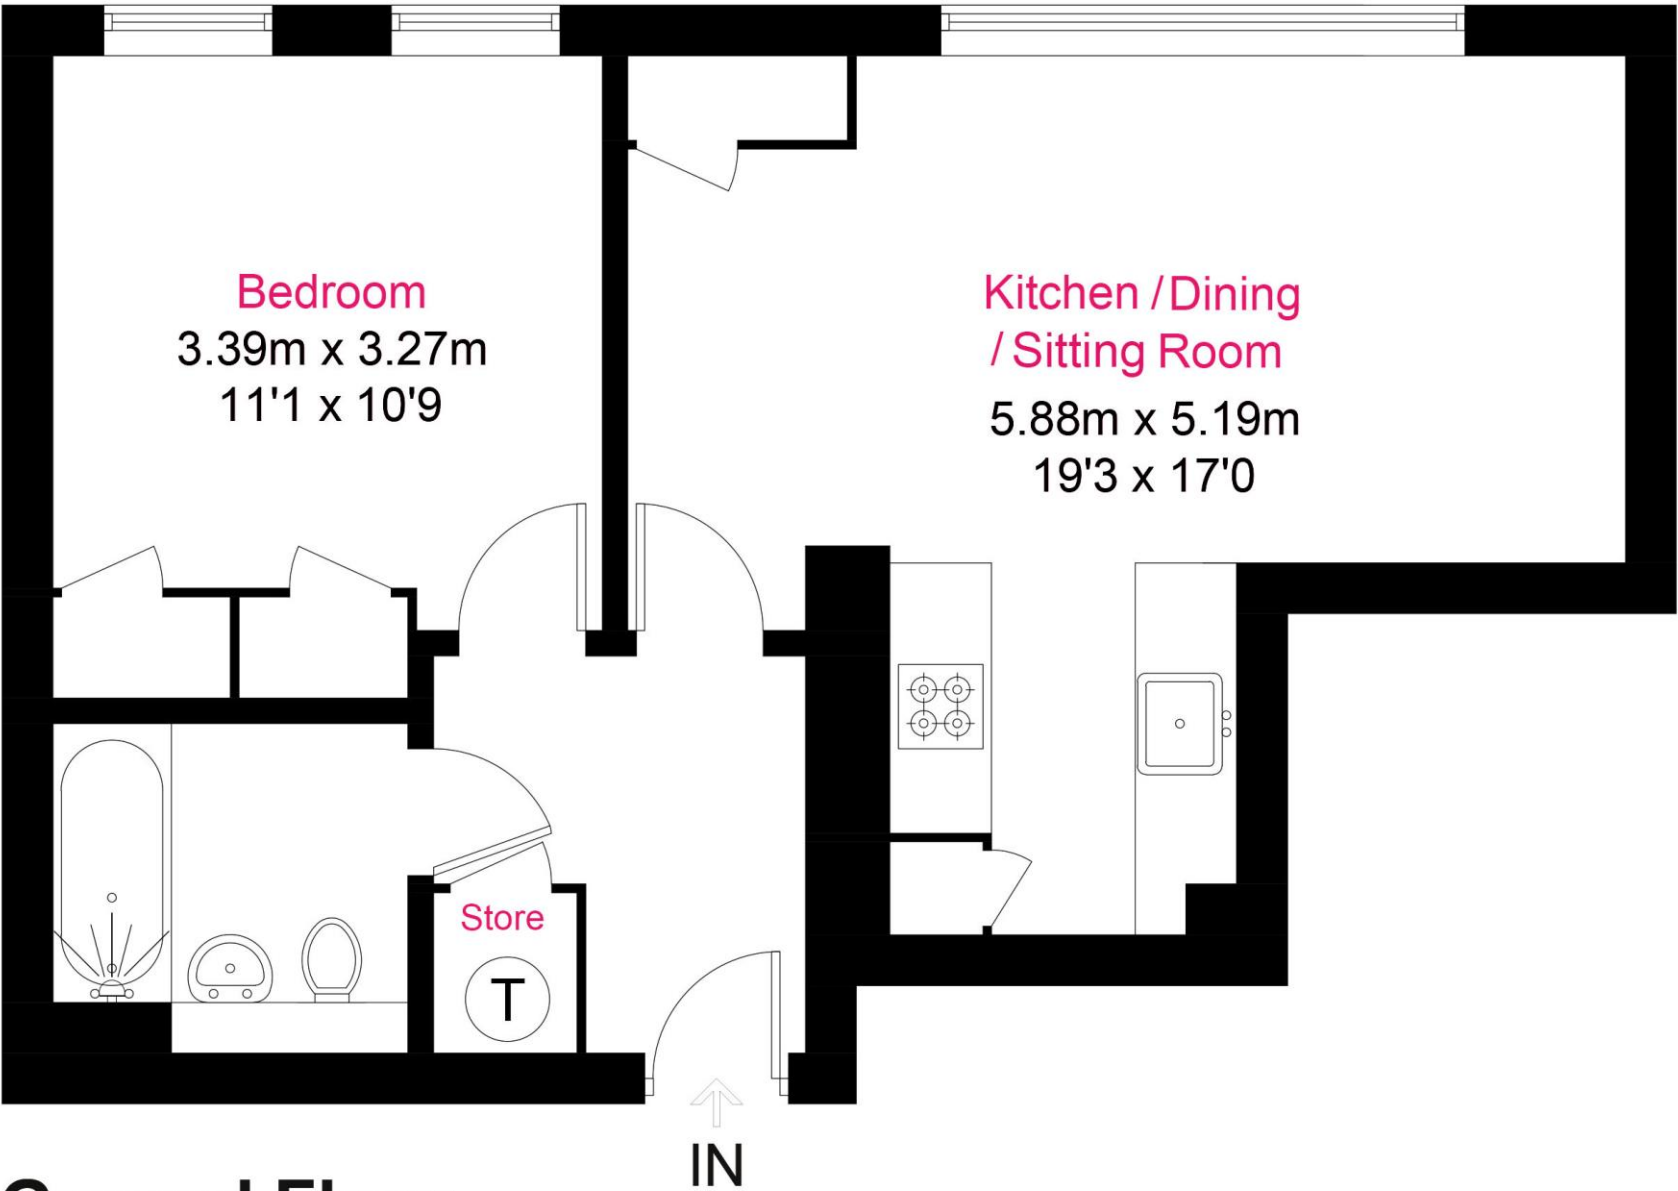 Bedroom
3.39m x 3.27m
11'1 x 10'9
Kitchen / Dining
/ Sitting Room
5.88m x 5.19m
19'3 x 17'0
Store
T
IN